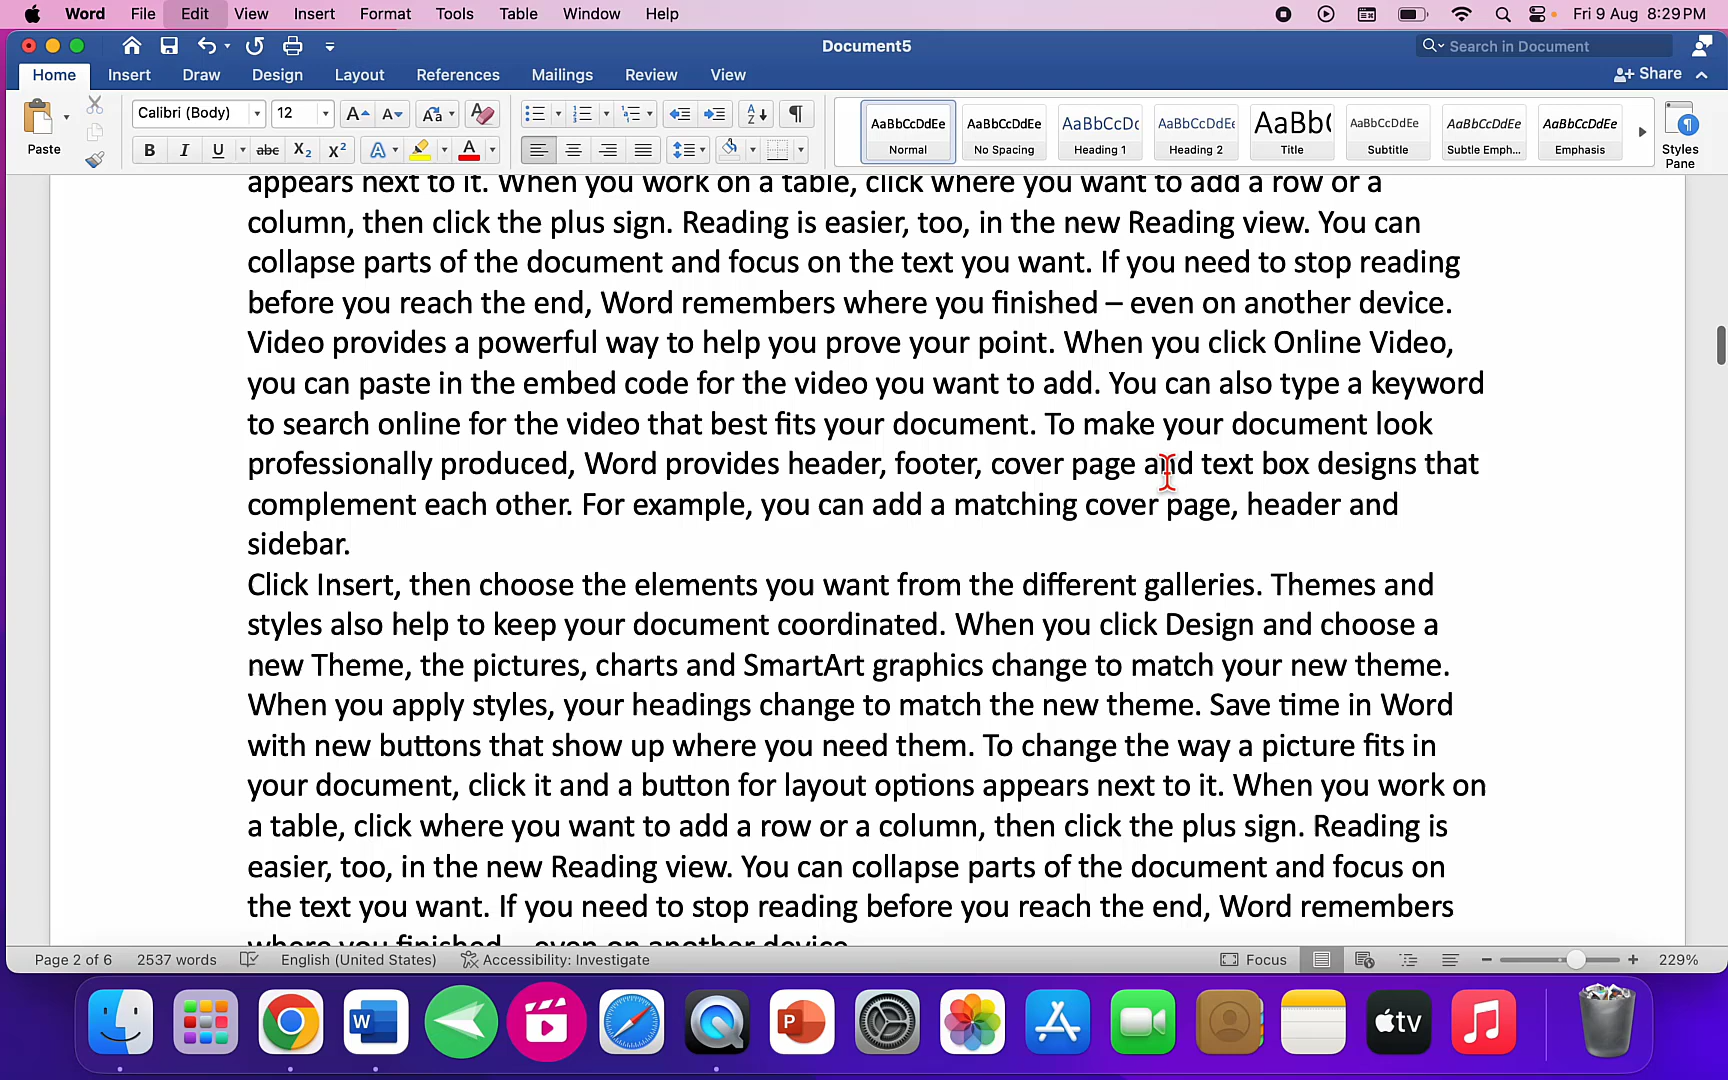 Word File Edit View Insert Format Tools Table Window Help Fri 9 Aug 8:29 PM
Document5 Search in Document
Home Insert Draw Design Layout References Mailings Review View Share
Calibri (Body) 12
Paste
AaBbCcDdEe AaBbCcDdEe AaBbCcDc AaBbCcDdEe AaBb( AaBbCcDdEe AaBbCcDdEe AaBbCcDdEe
Normal No Spacing Heading 1 Heading 2 Title Subtitle Subtle Emph... Emphasis Styles Pane
appears next to it. When you work on a table, click where you want to add a row or a
column, then click the plus sign. Reading is easier, too, in the new Reading view. You can
collapse parts of the document and focus on the text you want. If you need to stop reading
before you reach the end, Word remembers where you finished – even on another device.
Video provides a powerful way to help you prove your point. When you click Online Video,
you can paste in the embed code for the video you want to add. You can also type a keyword
to search online for the video that best fits your document. To make your document look
professionally produced, Word provides header, footer, cover page and text box designs that
complement each other. For example, you can add a matching cover page, header and
sidebar.
Click Insert, then choose the elements you want from the different galleries. Themes and
styles also help to keep your document coordinated. When you click Design and choose a
new Theme, the pictures, charts and SmartArt graphics change to match your new theme.
When you apply styles, your headings change to match the new theme. Save time in Word
with new buttons that show up where you need them. To change the way a picture fits in
your document, click it and a button for layout options appears next to it. When you work on
a table, click where you want to add a row or a column, then click the plus sign. Reading is
easier, too, in the new Reading view. You can collapse parts of the document and focus on
the text you want. If you need to stop reading before you reach the end, Word remembers
where you finished – even on another device.
Page 2 of 6 2537 words English (United States) Accessibility: Investigate Focus 229%
W P tv